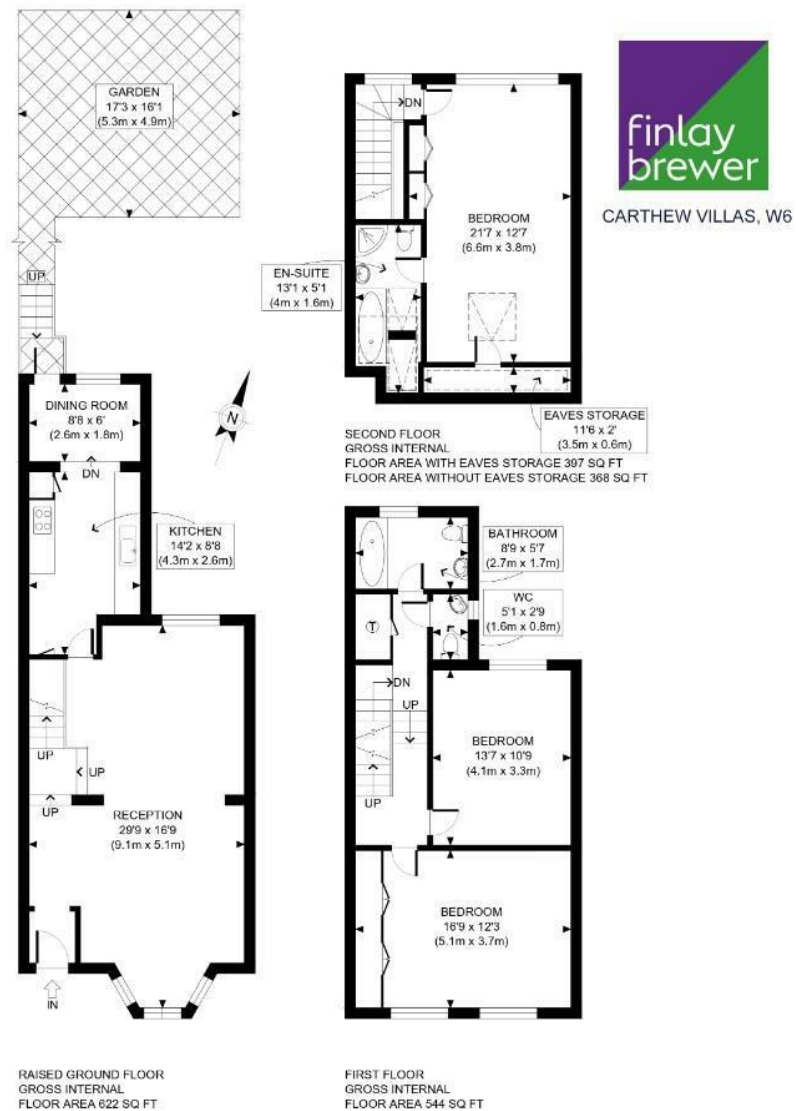 GARDEN
17'3 x 16'1
(5.3m x 4.9m)
UP
DINING ROOM
8'8 x 6'
(2.6m x 1.8m)
DN
KITCHEN
14'2 x 8'8
(4.3m x 2.6m)
N
UP
UP
UP
RECEPTION
29'9 x 16'9
(9.1m x 5.1m)
IN
RAISED GROUND FLOOR
GROSS INTERNAL
FLOOR AREA 622 SQ FT
DN
BEDROOM
21'7 x 12'7
(6.6m x 3.8m)
EN-SUITE
13'1 x 5'1
(4m x 1.6m)
EAVES STORAGE
11'6 x 2'
(3.5m x 0.6m)
SECOND FLOOR
GROSS INTERNAL
FLOOR AREA WITH EAVES STORAGE 397 SQ FT
FLOOR AREA WITHOUT EAVES STORAGE 368 SQ FT
BATHROOM
8'9 x 5'7
(2.7m x 1.7m)
WC
5'1 x 2'9
(1.6m x 0.8m)
T
DN
UP
UP
BEDROOM
13'7 x 10'9
(4.1m x 3.3m)
BEDROOM
16'9 x 12'3
(5.1m x 3.7m)
FIRST FLOOR
GROSS INTERNAL
FLOOR AREA 544 SQ FT
finlay
brewer
CARTHEW VILLAS, W6